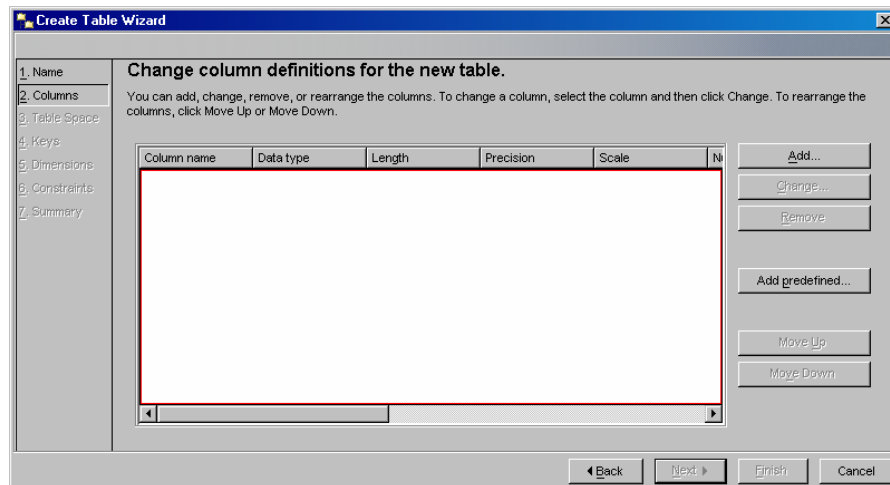 Create Table Wizard
1. Name
2. Columns
3. Table Space
4. Keys
5. Dimensions
6. Constraints
7. Summary
Change column definitions for the new table.
You can add, change, remove, or rearrange the columns. To change a column, select the column and then click Change. To rearrange the
columns, click Move Up or Move Down.
Column name Data type Length Precision Scale
Add...
Change...
Remove
Add predefined...
Move Up
Move Down
Back Next Finish Cancel